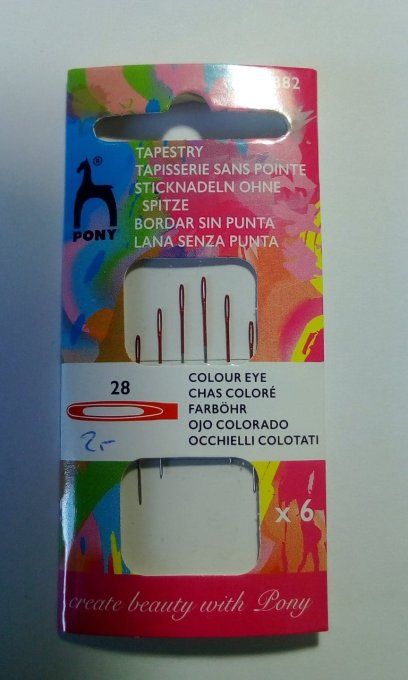 882
TAPESTRY
TAPISSERIE SANS POINTE
STICKNADELN OHNE
SPITZE
BORDAR SIN PUNTA
LANA SENZA PUNTA
®
PONY
28
2,-
COLOUR EYE
CHAS COLORÉ
FARBÖHR
OJO COLORADO
OCCHIELLI COLOTATI
x 6
create beauty with Pony